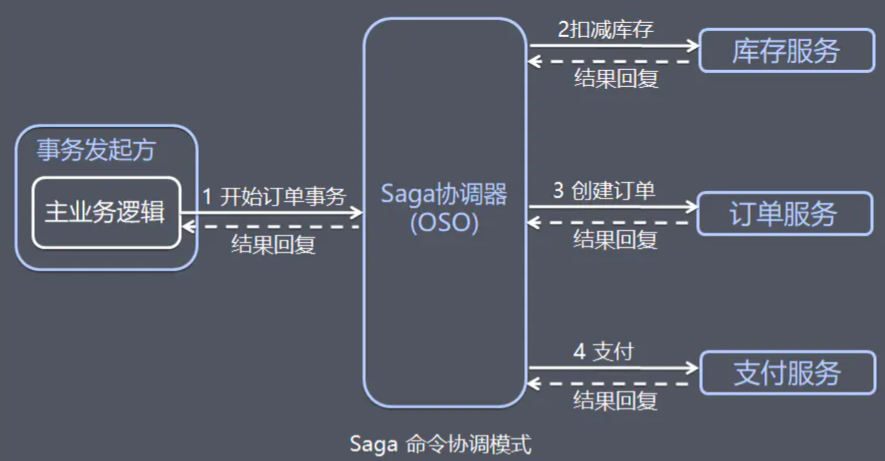 2扣减库存
库存服务
结果回复
事务发起方
主业务逻辑
1 开始订单事务
结果回复
Saga协调器
(OSO)
3 创建订单
订单服务
结果回复
4 支付
支付服务
结果回复
Saga 命令协调模式